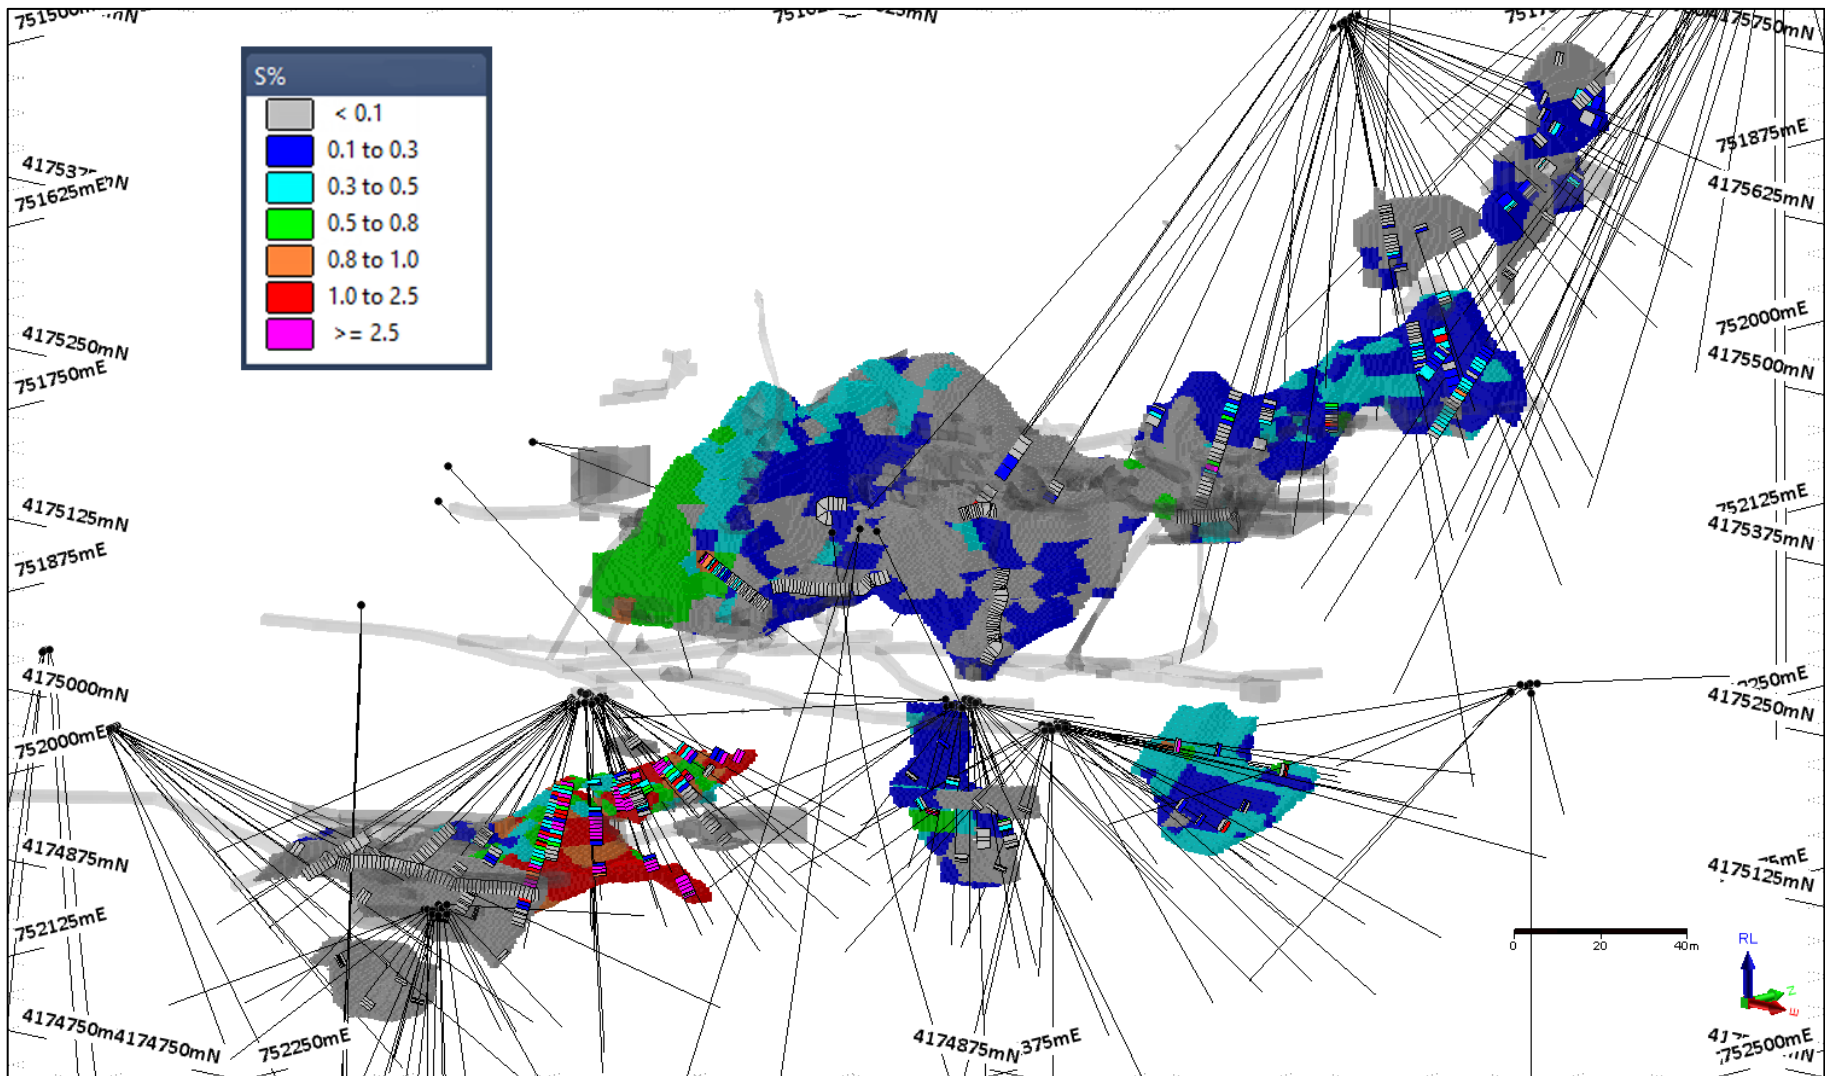 4175750mN
S%
< 0.1
0.1 to 0.3
0.3 to 0.5
0.5 to 0.8
0.8 to 1.0
1.0 to 2.5
>= 2.5
751875mE
751625mE
4175625mN
4175250mN
752000mE
751750mE
4175500mN
4175125mN
752125mE
751875mE
4175375mN
4175000mN
752000mE
4175250mN
4174875mN
4175125mN
752125mE
0 20 40m
RL
N
E
4174750mN
752250mE
4174875mN
752500mE